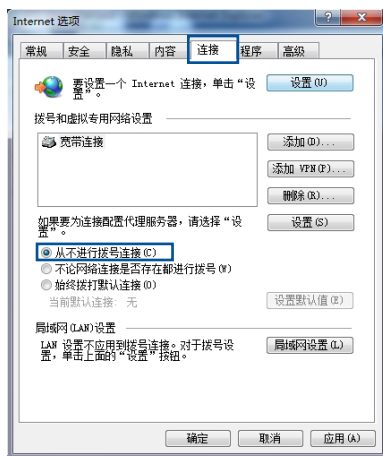 Internet 选项
常规 安全 隐私 内容 连接 程序 高级
要设置一个 Internet 连接，单击“设
置”。
设置(U)
拨号和虚拟专用网络设置
宽带连接
添加(D)...
添加 VPN(P)...
删除(R)...
如果要为连接配置代理服务器，请选择“设
置”。
设置(S)
从不进行拨号连接(C)
不论网络连接是否存在都进行拨号(W)
始终拨打默认连接(O)
当前默认连接: 无
设置默认值(E)
局域网(LAN)设置
LAN 设置不应用到拨号连接。对于拨号设
置，单击上面的“设置”按钮。
局域网设置(L)
确定 取消 应用(A)